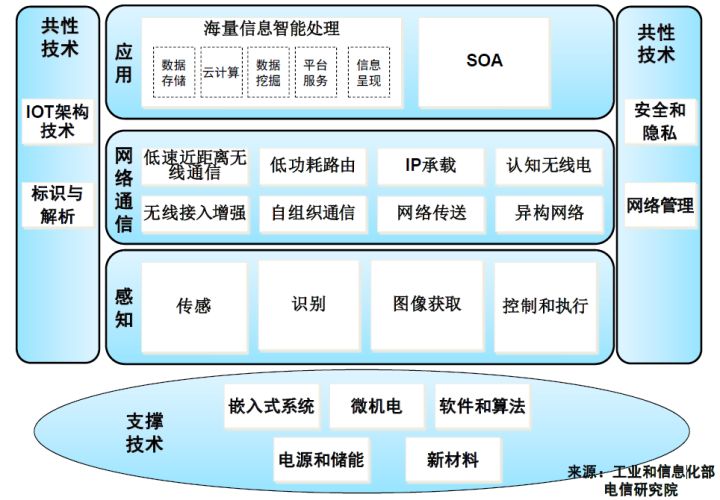 共性
技术
IOT架构
技术
标识与
解析
应
用
海量信息智能处理
数据
存储
云计算
数据
挖掘
平台
服务
信息
呈现
SOA
网
络
通
信
低速近距离无
线通信
低功耗路由
IP承载
认知无线电
无线接入增强
自组织通信
网络传送
异构网络
感
知
传感
识别
图像获取
控制和执行
共性
技术
安全和
隐私
网络管理
支撑
技术
嵌入式系统
微机电
软件和算法
电源和储能
新材料
来源：工业和信息化部
电信研究院